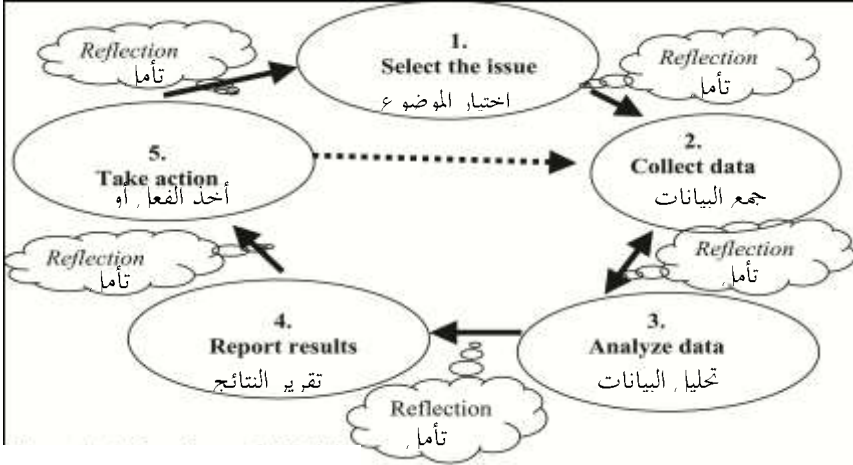 Reflection
تأمل
1.
Select the issue
اختيار الموضوع
Reflection
تأمل
5.
Take action
أخذ الفعل أو
2.
Collect data
جمع البيانات
Reflection
تأمل
Reflection
تأمل
4.
Report results
تقرير النتائج
3.
Analyze data
تحليل البيانات
Reflection
تأمل